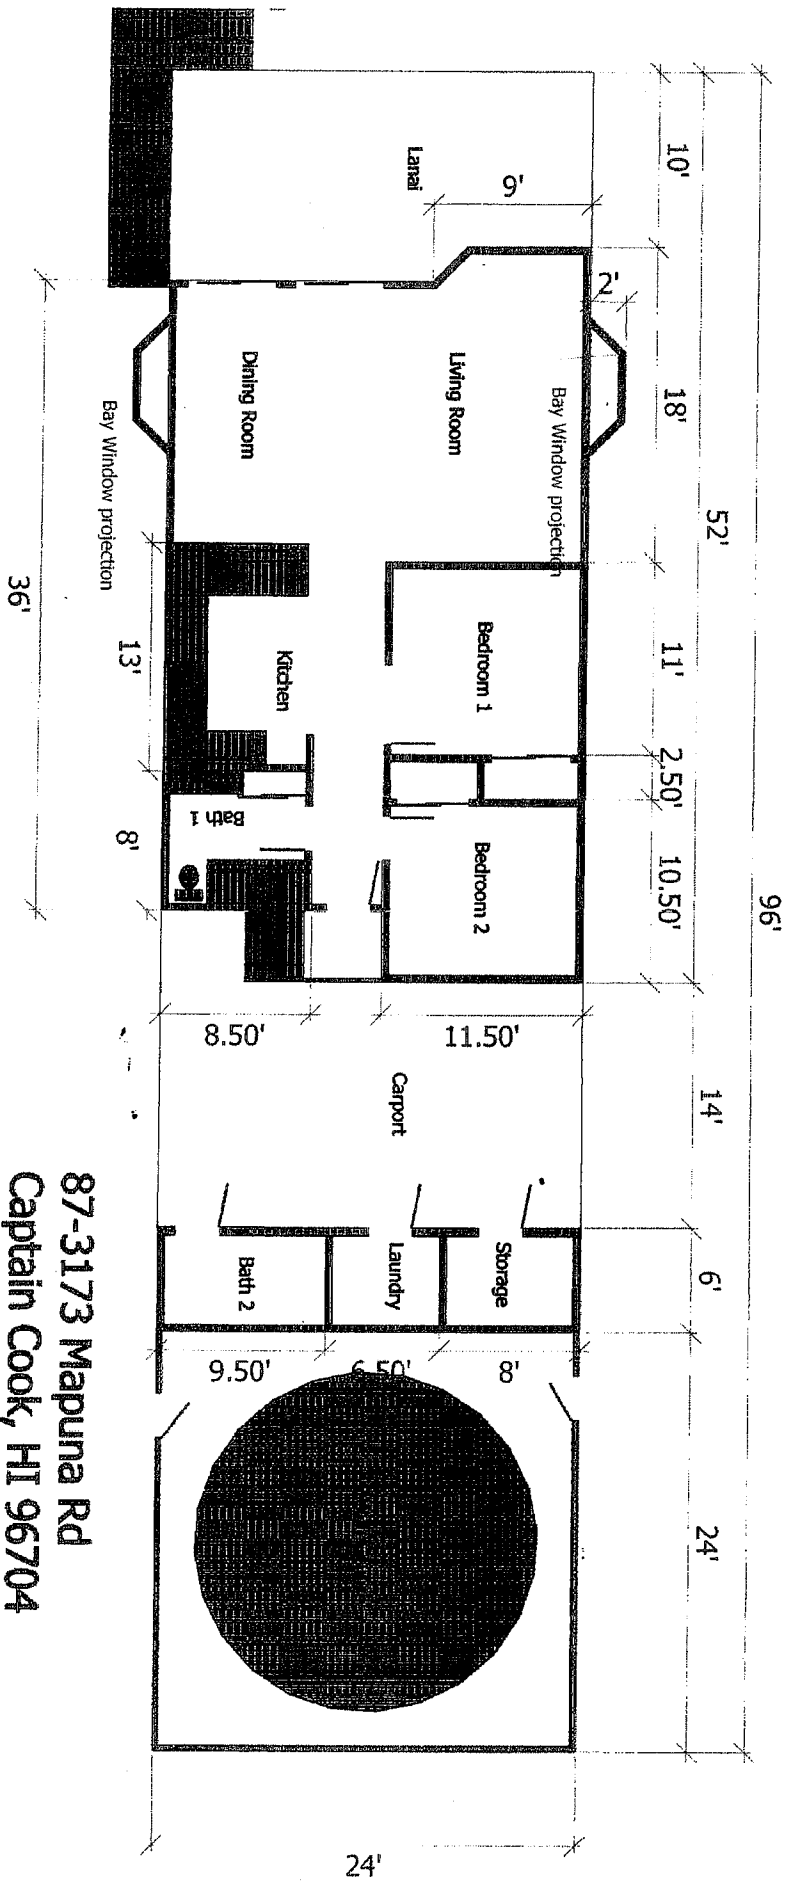 96'
52'
10'
18'
11'
2.50'
10.50'
14'
6'
24'
9'
2'
Lanai
Living Room
Dining Room
Bay Window projection
Bay Window projection
Bedroom 1
Kitchen
Bedroom 2
Bath 1
13'
8'
36'
11.50'
8.50'
Carport
Storage
Laundry
Bath 2
8'
6.50'
9.50'
24'
87-3173 Mapuna Rd
Captain Cook, HI 96704